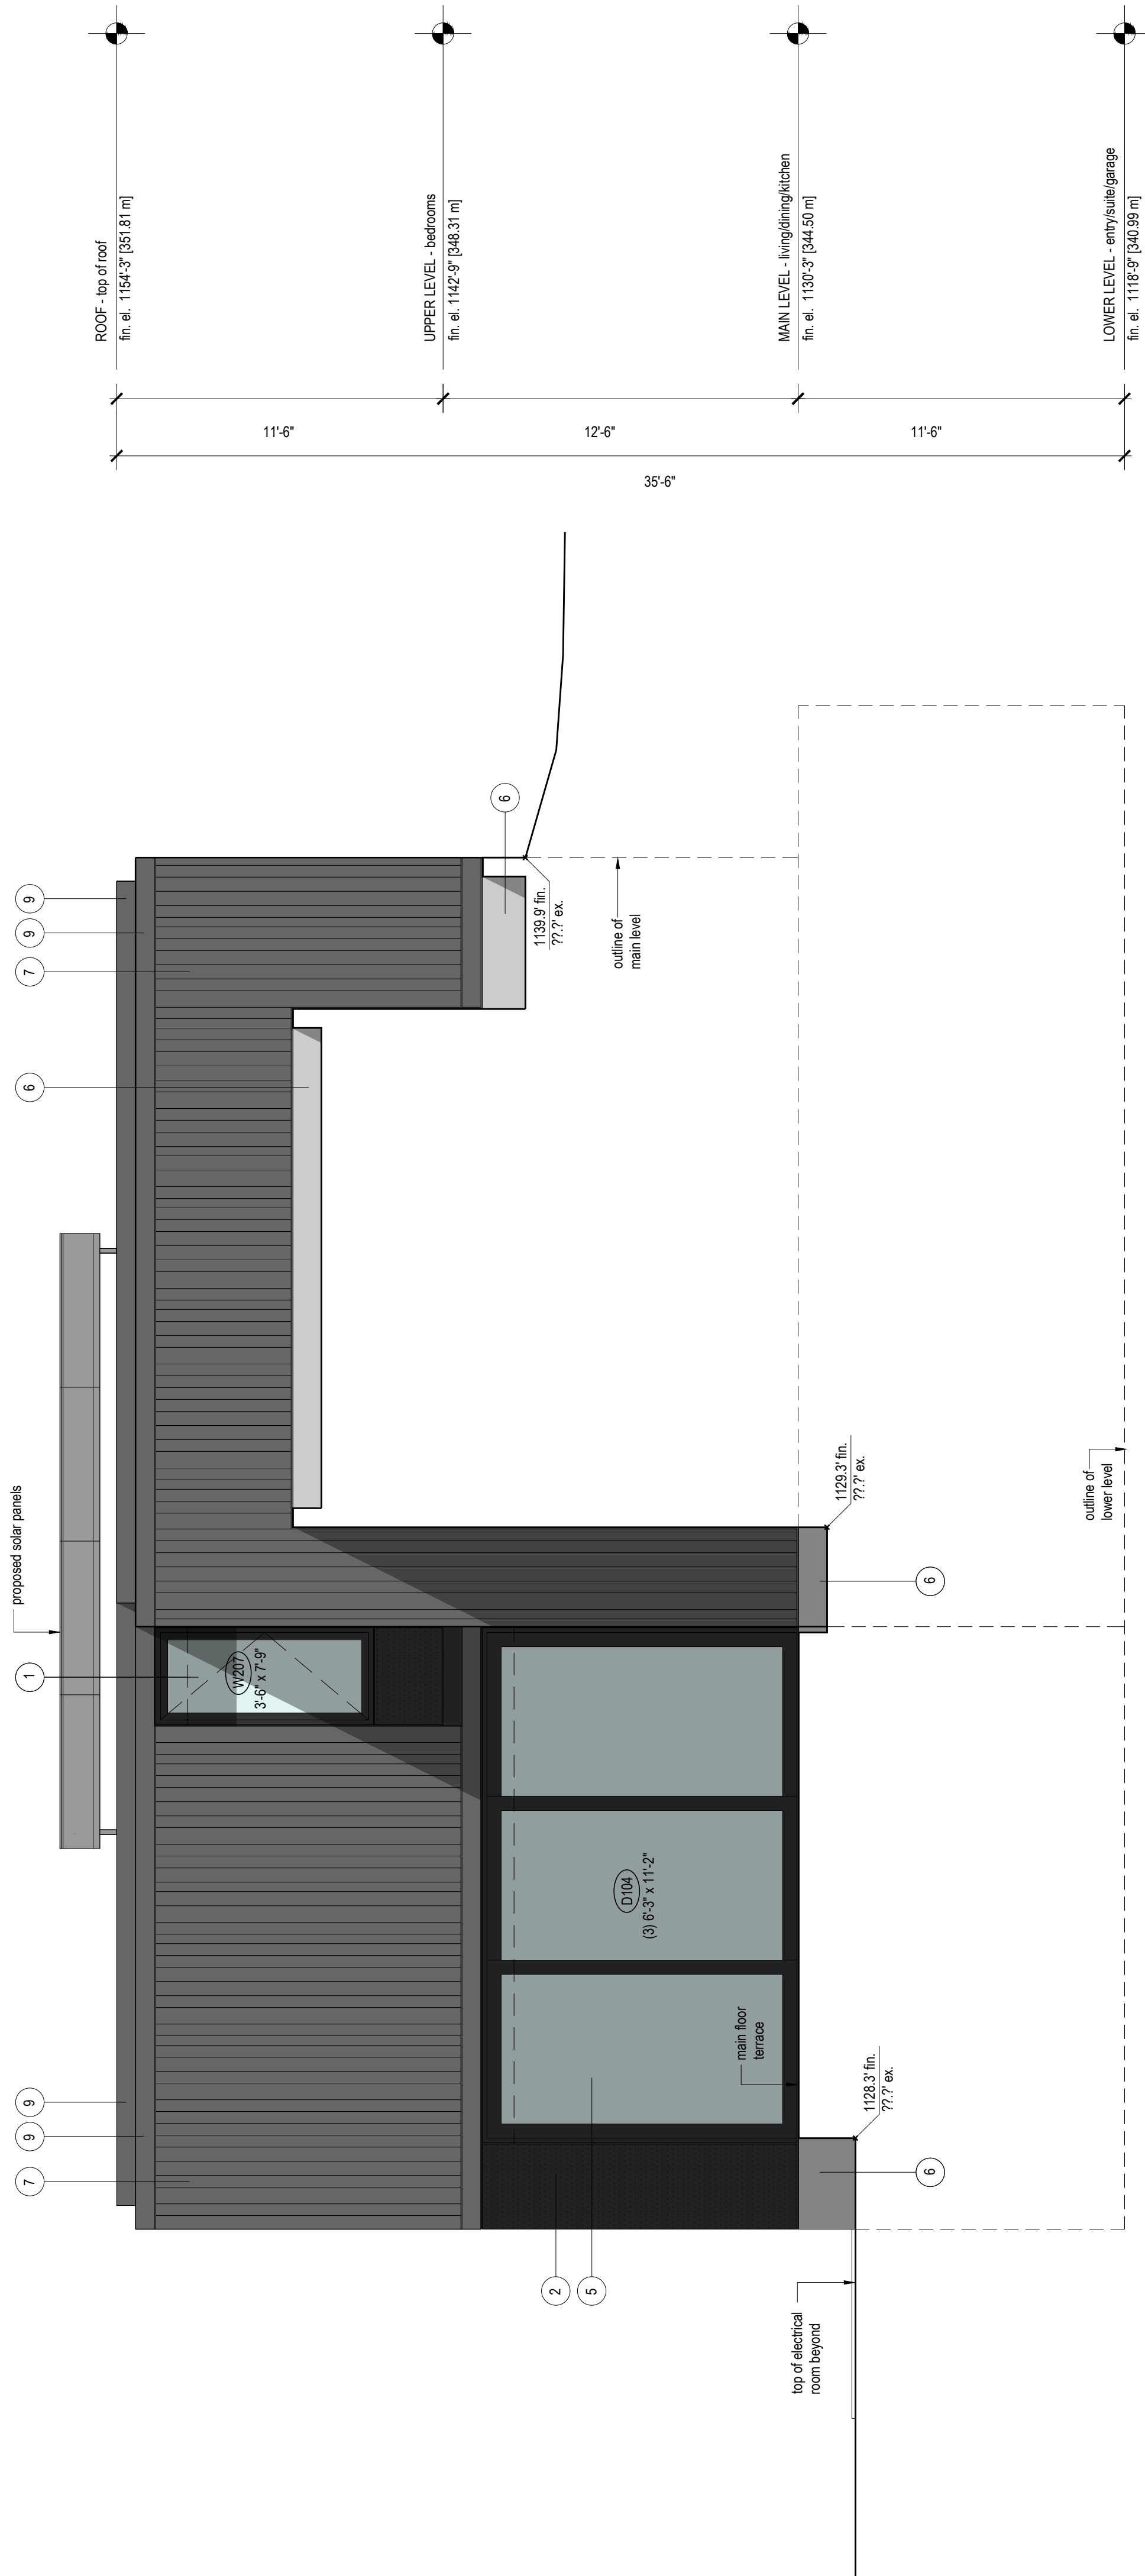 proposed solar panels
7
9
9
1
6
7
9
9
ROOF - top of roof
fin. el. 1154'-3" [351.81 m]
W207
3'-6" x 7'-9"
11'-6"
UPPER LEVEL - bedrooms
fin. el. 1142'-9" [348.31 m]
6
1139.9' fin.
??.?' ex.
2
5
D104
(3) 6'-3" x 11'-2"
outline of
main level
12'-6"
35'-6"
main floor
terrace
MAIN LEVEL - living/dining/kitchen
fin. el. 1130'-3" [344.50 m]
top of electrical
room beyond
1128.3' fin.
??.?' ex.
1129.3' fin.
??.?' ex.
6
6
11'-6"
outline of
lower level
LOWER LEVEL - entry/suite/garage
fin. el. 1118'-9" [340.99 m]